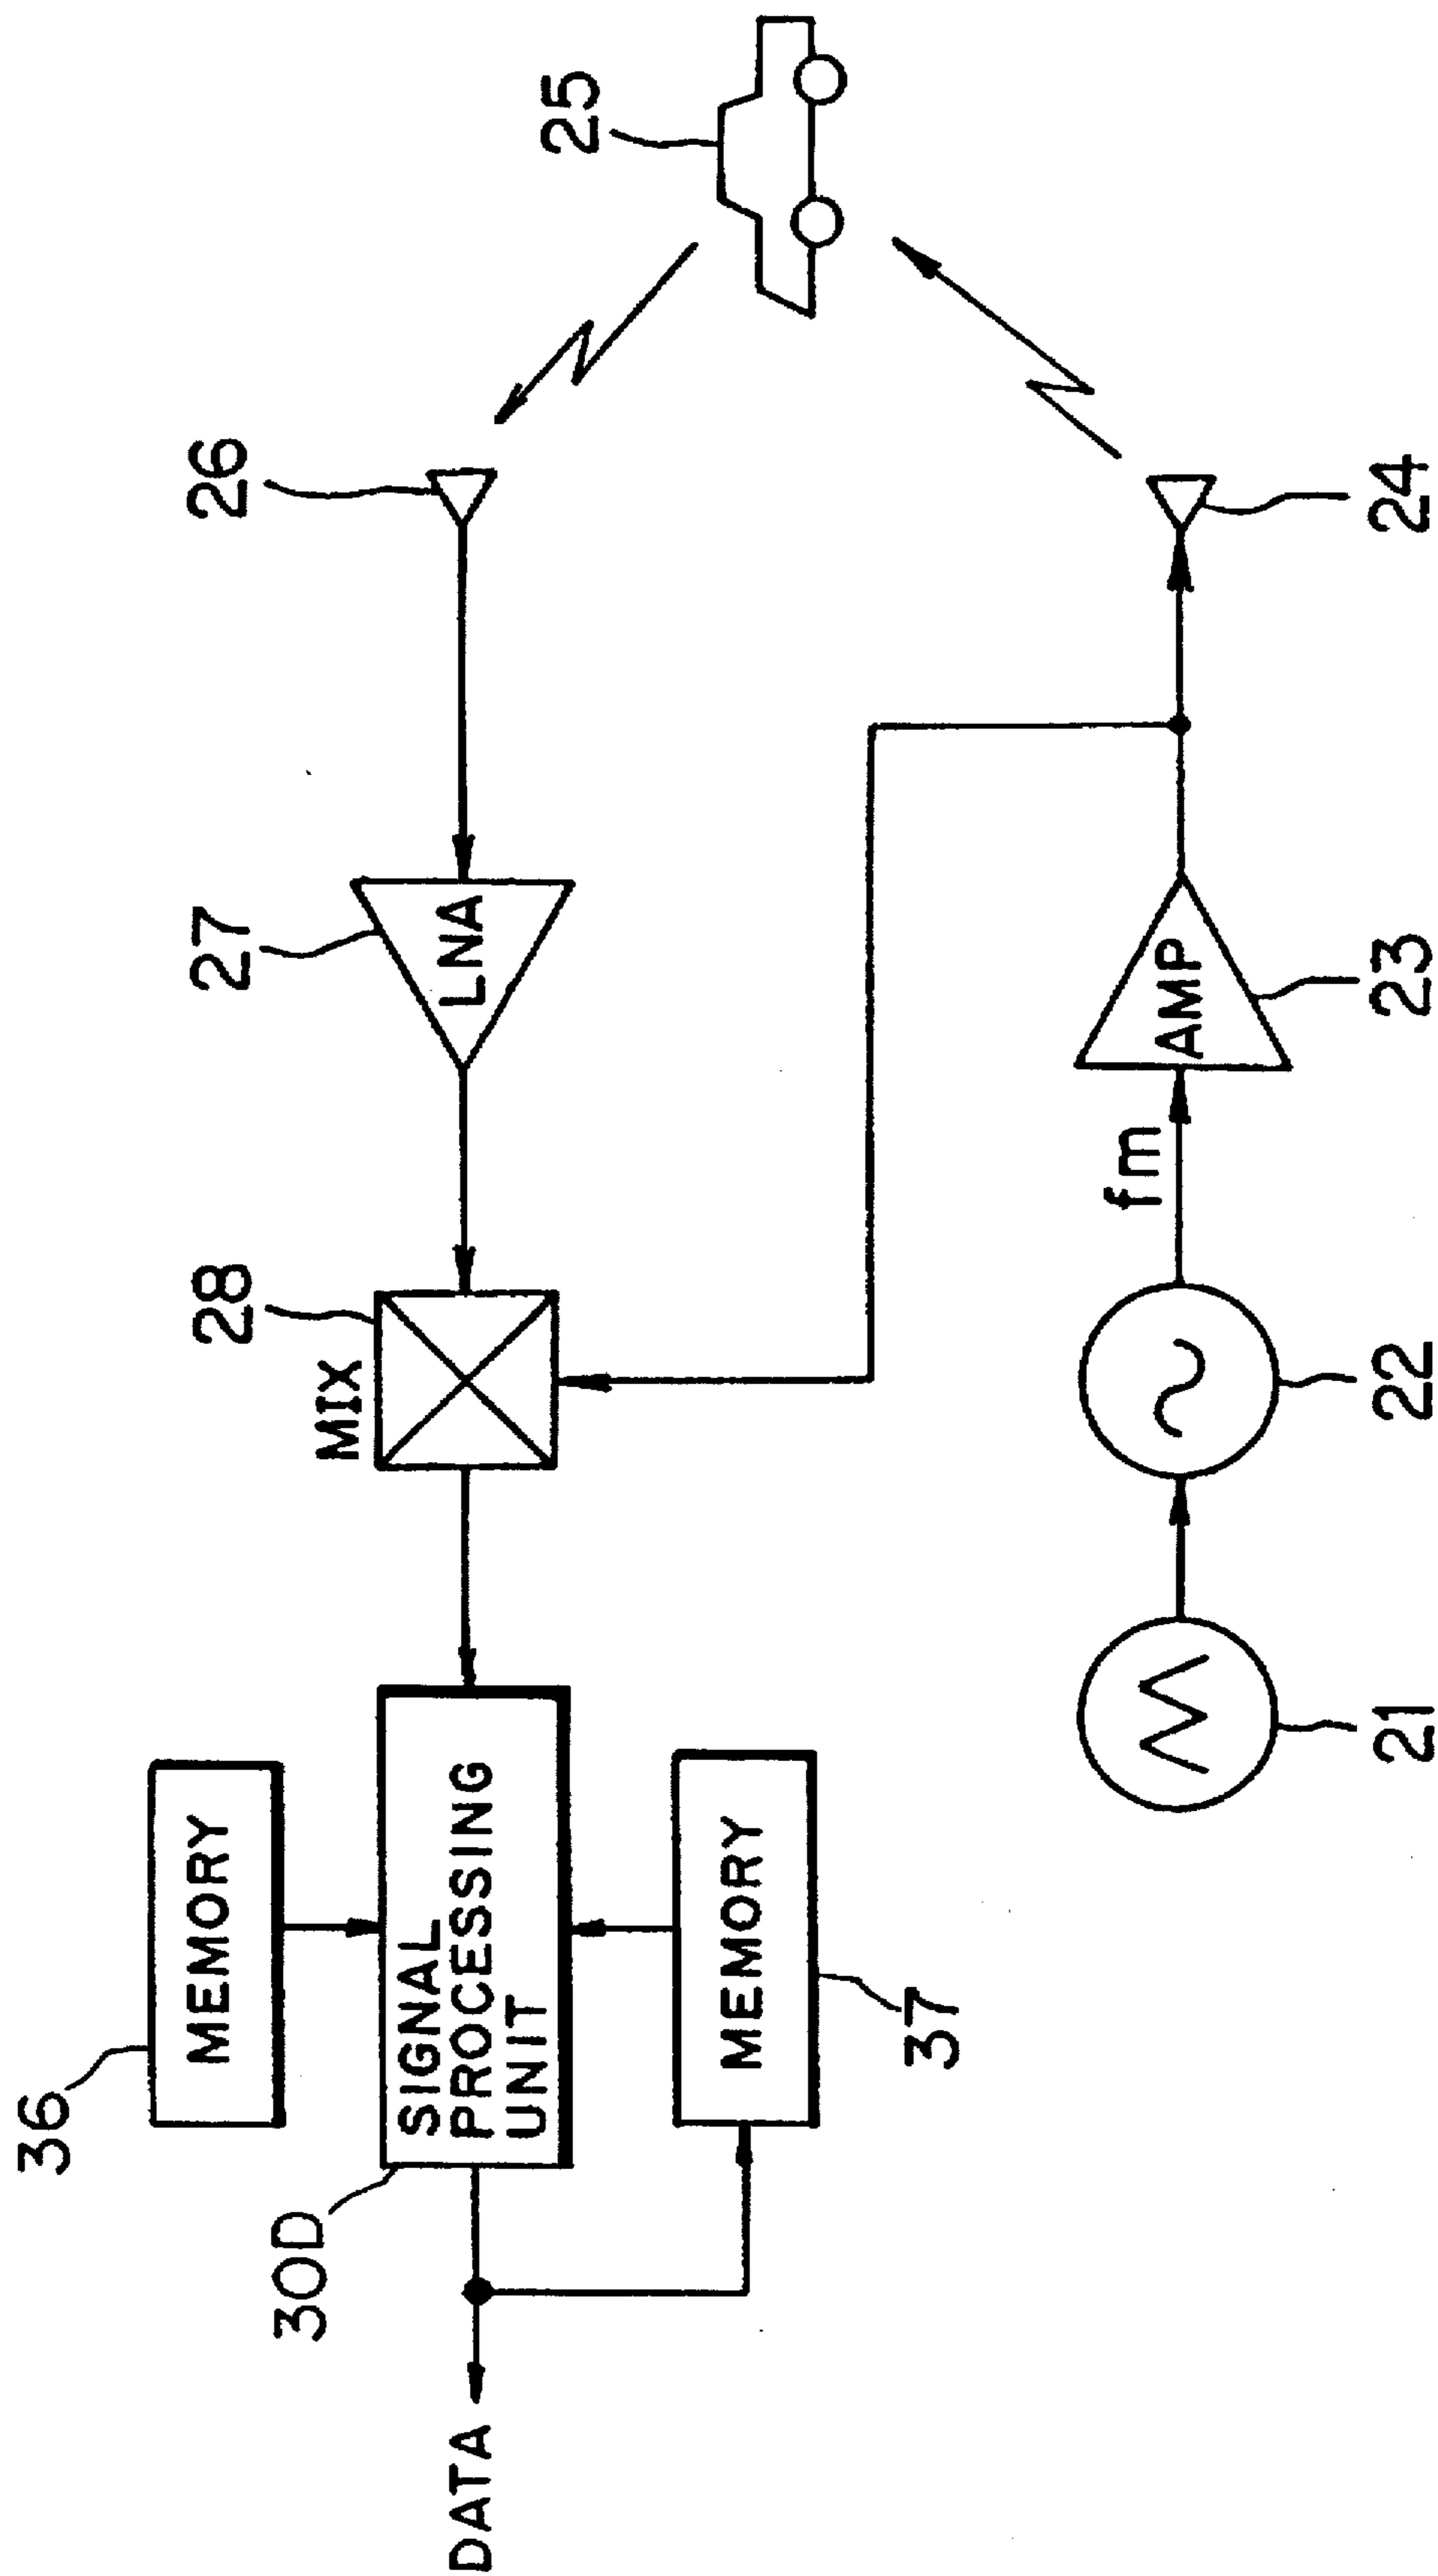 36
MEMORY
26
27
LNA
28
MIX
25
30D
SIGNAL
PROCESSING
UNIT
DATA
MEMORY
37
fm
AMP
21
22
23
24